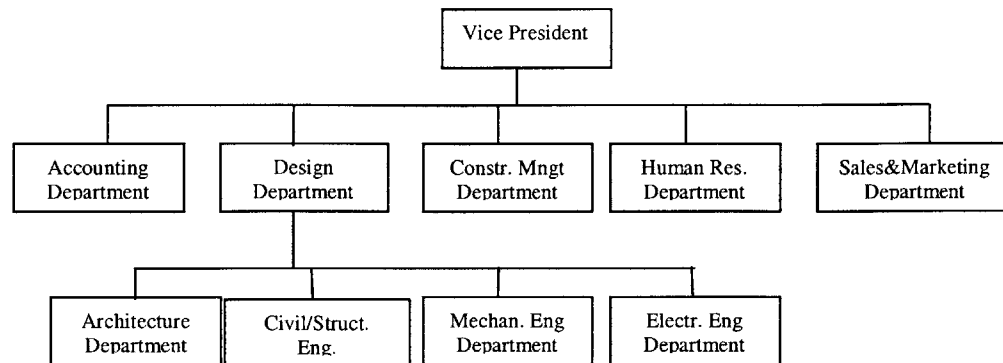 Vice President
Accounting
Department
Design
Department
Constr. Mngt
Department
Human Res.
Department
Sales&Marketing
Department
Architecture
Department
Civil/Struct.
Eng.
Mechan. Eng
Department
Electr. Eng
Department